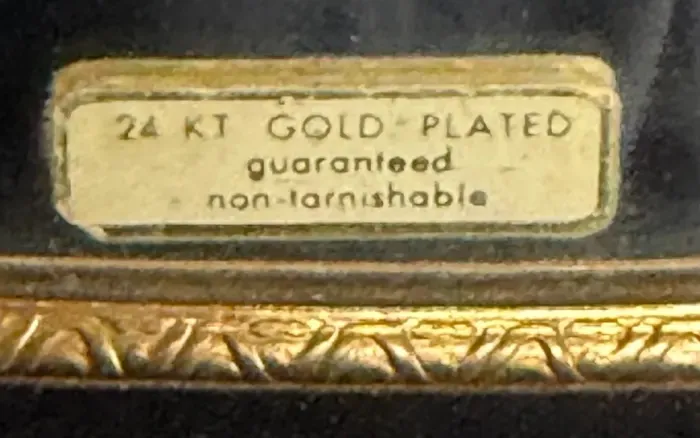 24 KT GOLD PLATED
guaranteed
non-tarnishable